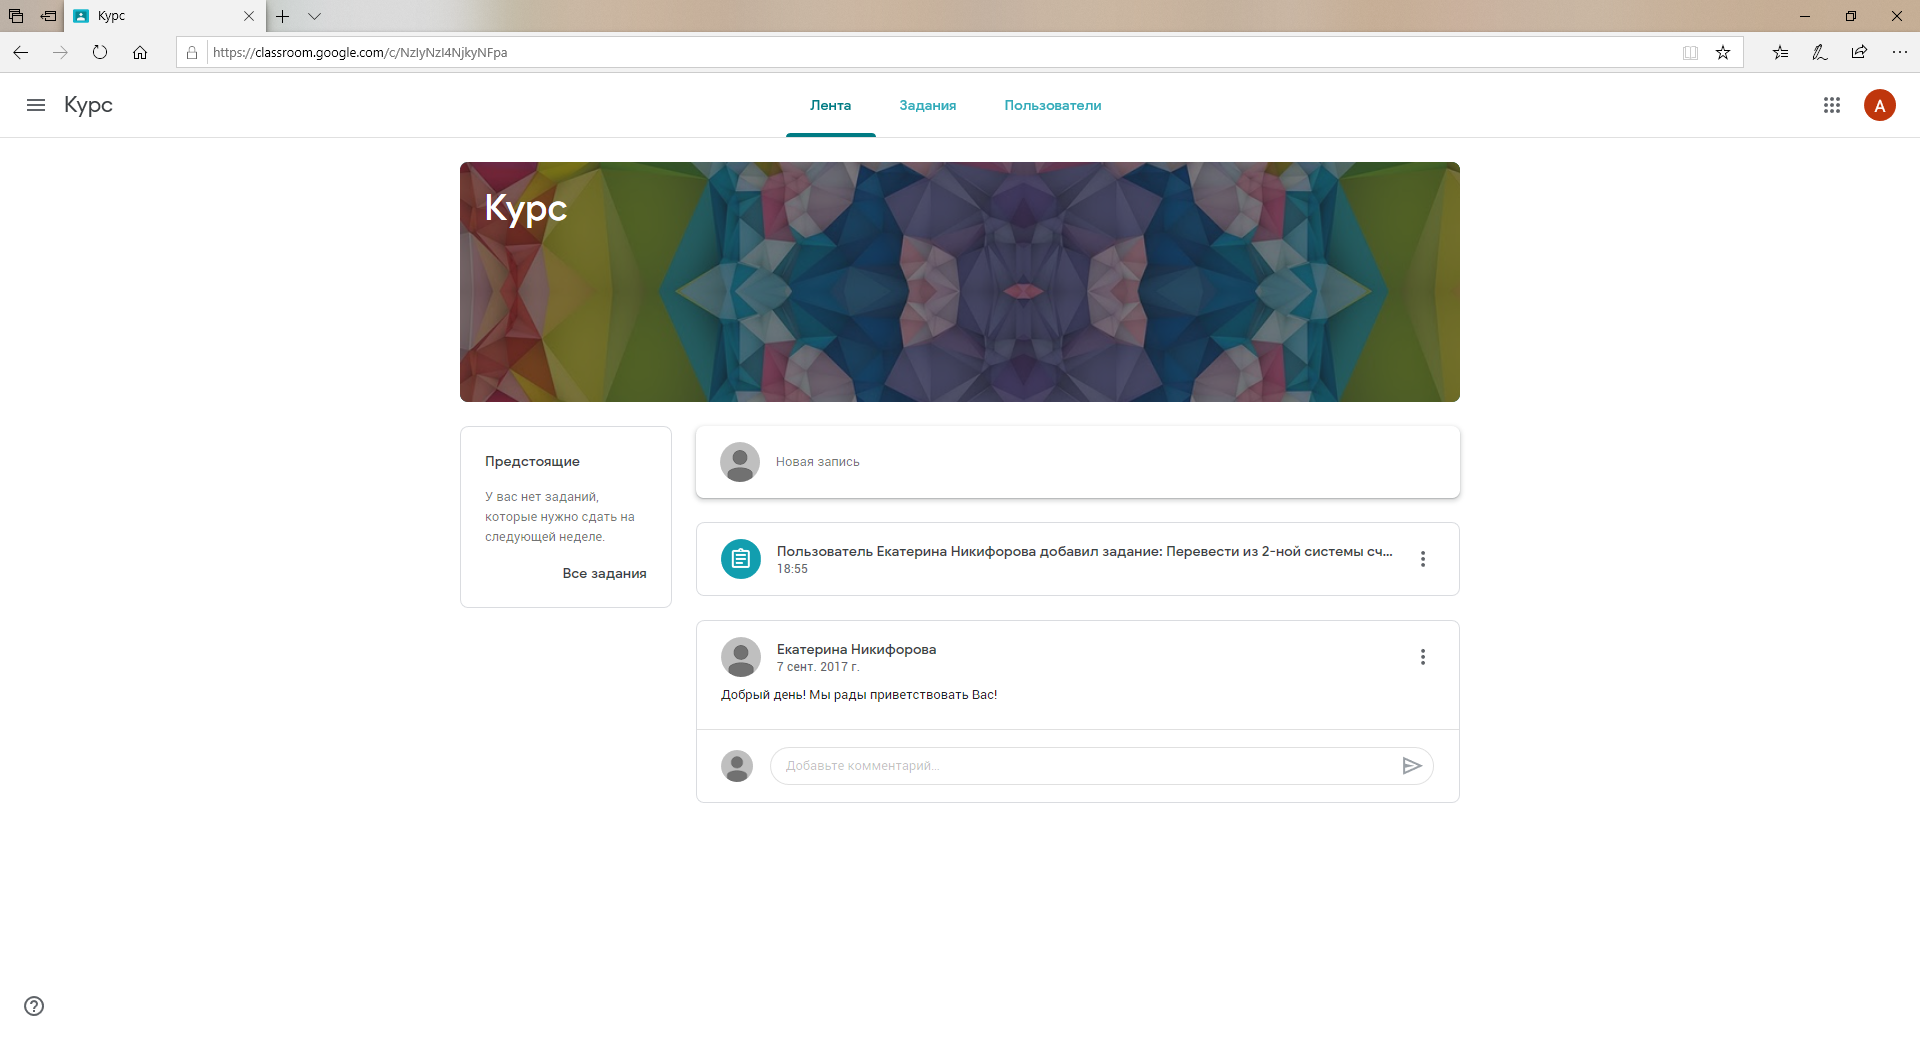 Курс
https://classroom.google.com/c/NzIyNzI4NjkyNFpa
Курс
Лента
Задания
Пользователи
A
Курс
Предстоящие
У вас нет заданий,
которые нужно сдать на
следующей неделе.
Все задания
Новая запись
Пользователь Екатерина Никифорова добавил задание: Перевести из 2-ной системы сч...
18:55
Екатерина Никифорова
7 сент. 2017 г.
Добрый день! Мы рады приветствовать Вас!
Добавьте комментарий...